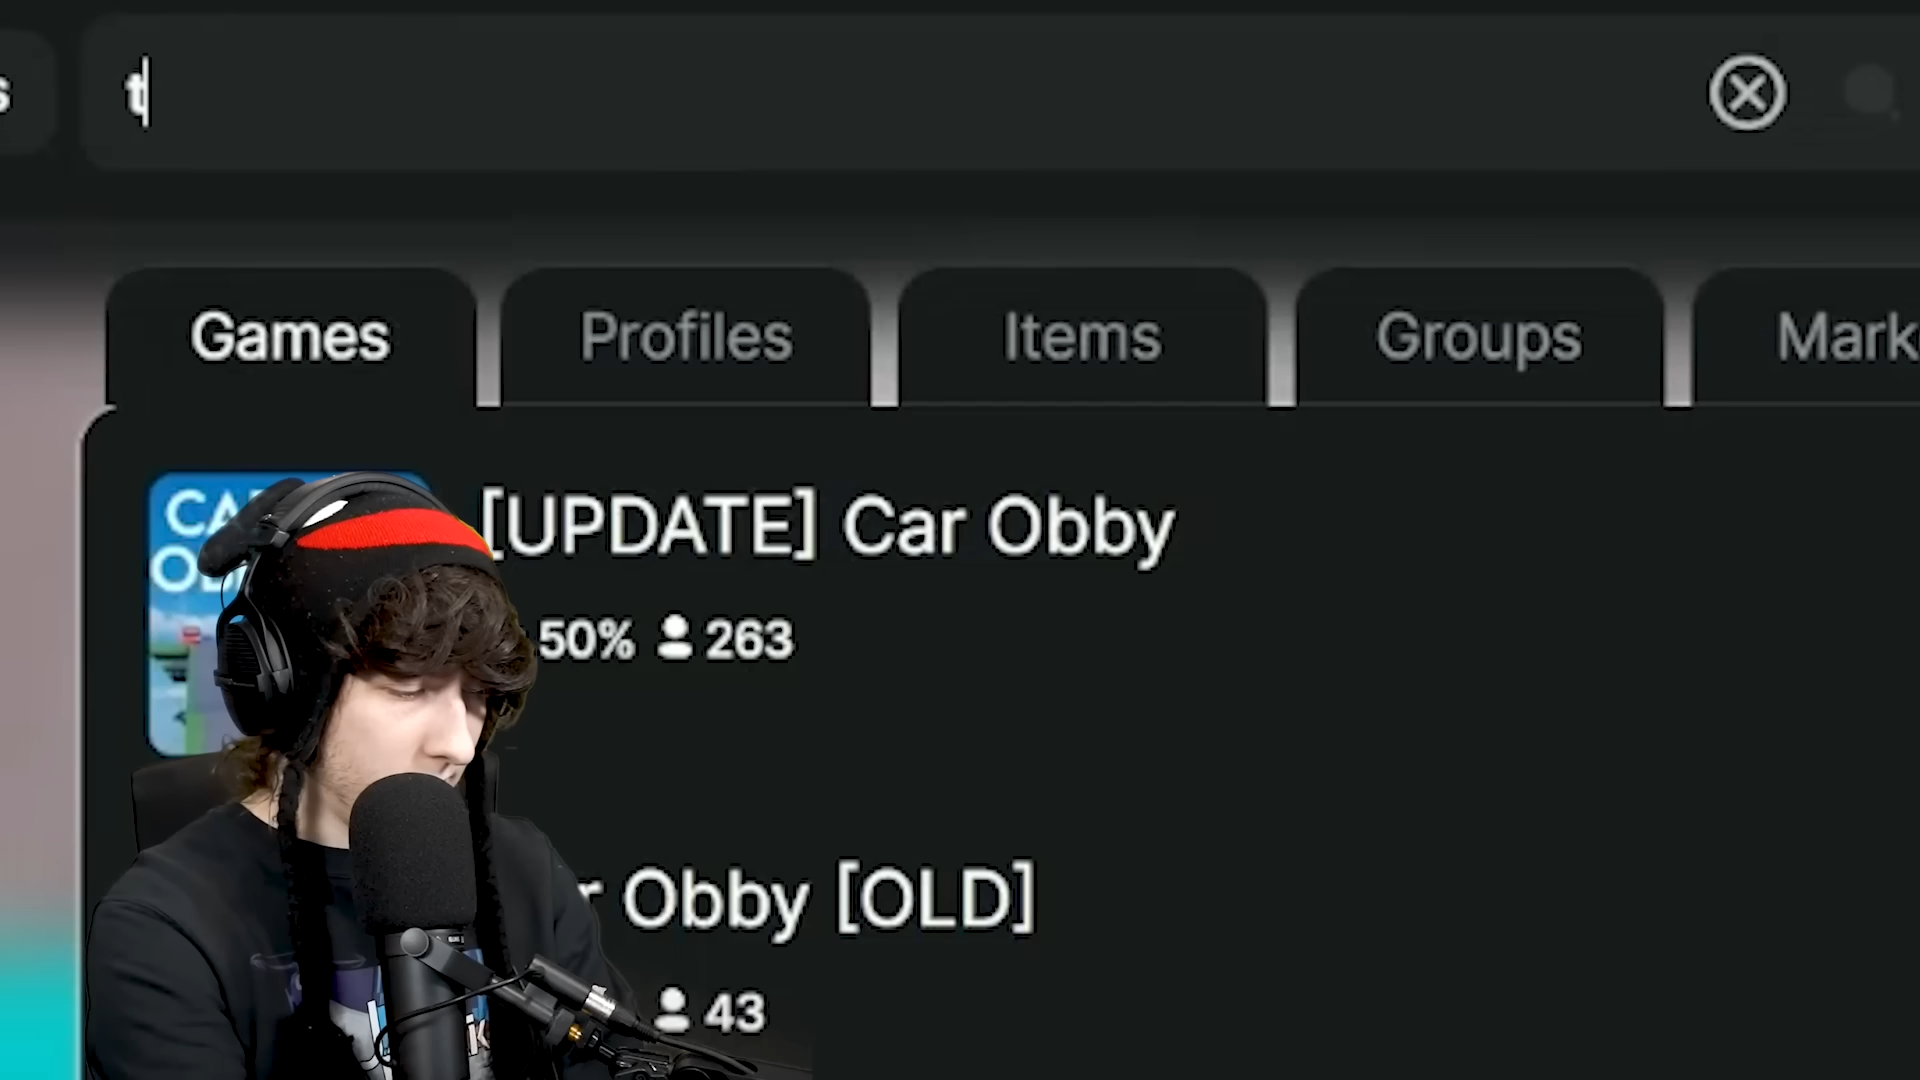 s
t
Games
Profiles
Items
Groups
Mark
[UPDATE] Car Obby
50% 263
r Obby [OLD]
43